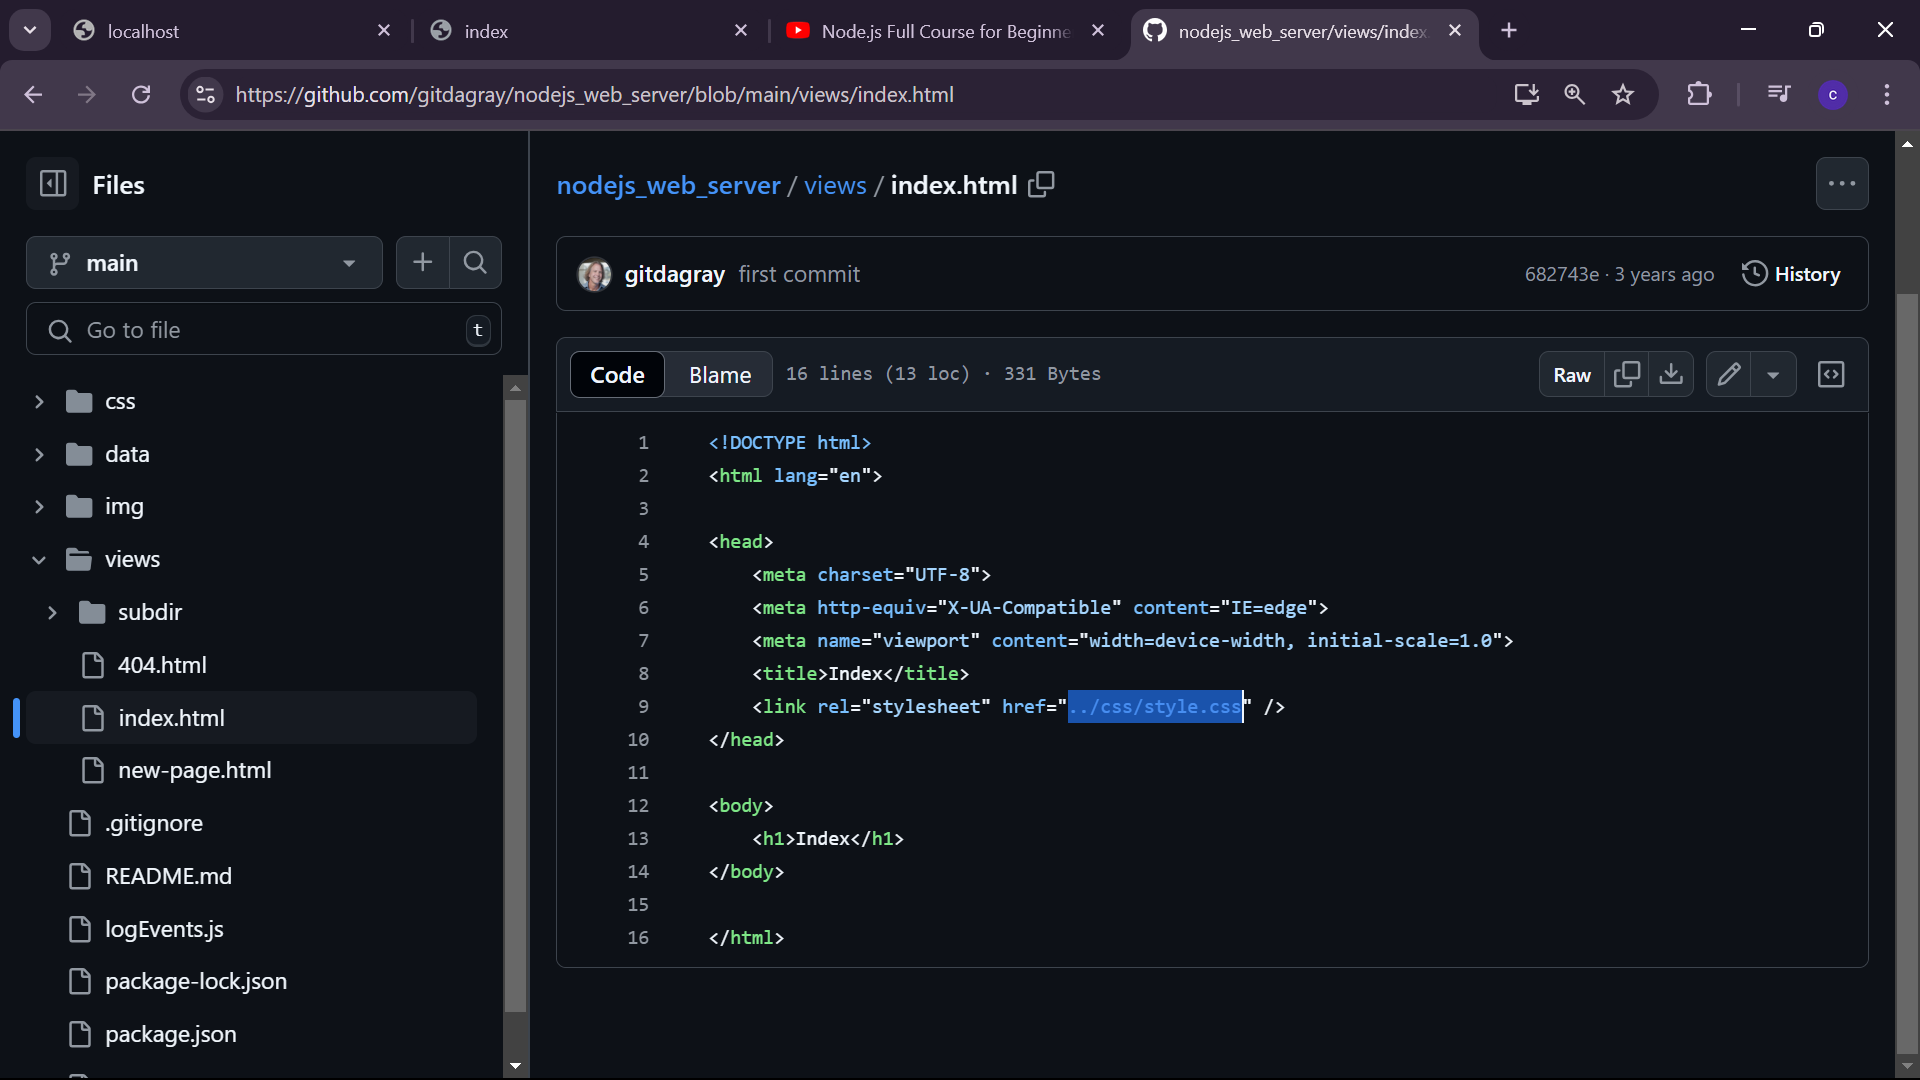 localhost
index
Node.js Full Course for Beginne
nodejs_web_server/views/index
https://github.com/gitdagray/nodejs_web_server/blob/main/views/index.html
c
Files
main
Go to file
t
css
data
img
views
subdir
404.html
index.html
new-page.html
.gitignore
README.md
logEvents.js
package-lock.json
package.json
nodejs_web_server / views / index.html
gitdagray first commit
682743e · 3 years ago
History
Code Blame 16 lines (13 loc) · 331 Bytes
Raw
1 <!DOCTYPE html>
2 <html lang="en">
3
4 <head>
5 <meta charset="UTF-8">
6 <meta http-equiv="X-UA-Compatible" content="IE=edge">
7 <meta name="viewport" content="width=device-width, initial-scale=1.0">
8 <title>Index</title>
9 <link rel="stylesheet" href="../css/style.css" />
10 </head>
11
12 <body>
13 <h1>Index</h1>
14 </body>
15
16 </html>